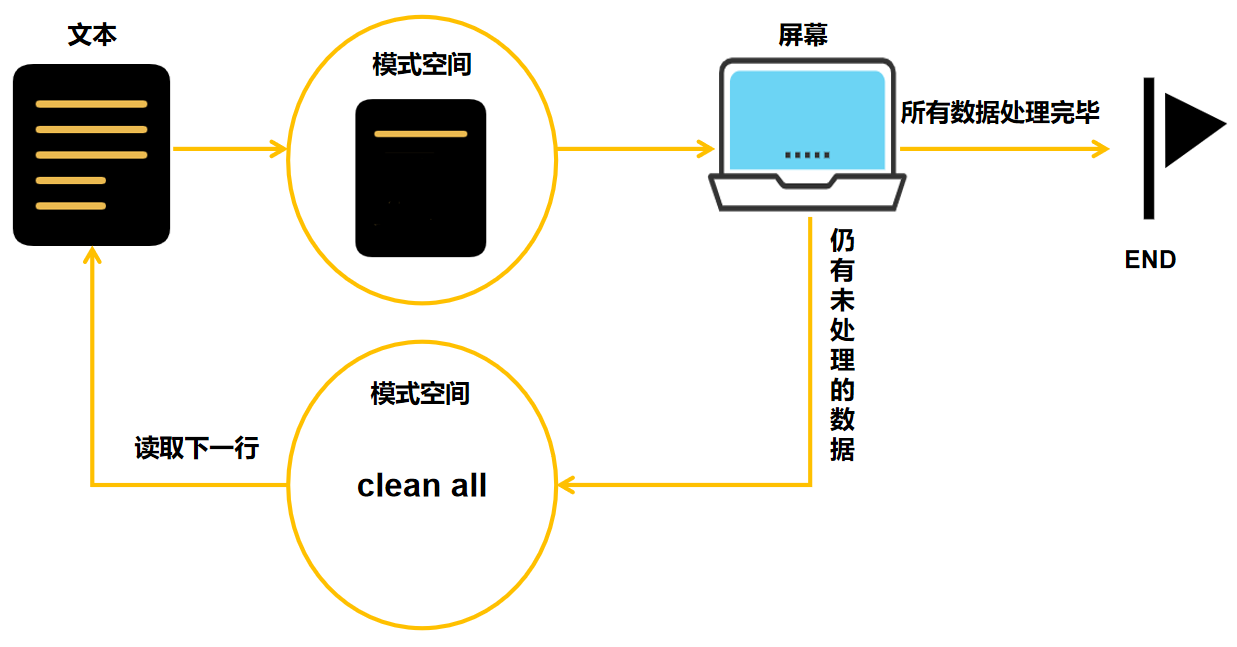 文本
模式空间
屏幕
所有数据处理完毕
END
仍有未处理的数据
模式空间
读取下一行
clean all